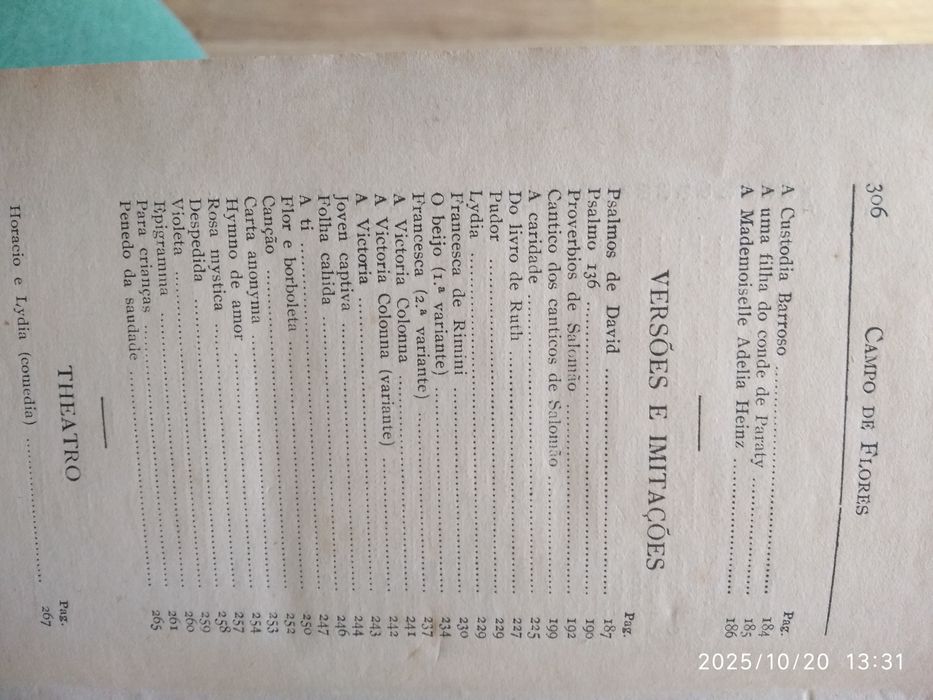 306 CAMPO DE FLORES
Pag.
A Custodia Barroso ........ 184
A uma filha do conde de Paraty ........ 185
A Mademoiselle Adelia Heinz ........ 186
VERSÕES E IMITAÇÕES
Pag.
Psalmos de David ........ 187
Psalmo 136 ........ 190
Proverbios de Salomão ........ 192
Cantico dos canticos de Salomão ........ 199
A caridade ........ 225
Do livro de Ruth ........ 227
Pudor ........ 229
Lydia ........ 229
Francesca de Rimini ........ 230
O beijo (1.ª variante) ........ 234
Francesca (2.ª variante) ........ 237
A Victoria Colonna ........ 241
A Victoria Colonna (variante) ........ 242
A Victoria ........ 243
Joven captiva ........ 244
Folha cahida ........ 246
A ti ........ 247
Flor e borboleta ........ 250
Canção ........ 252
Carta anonyma ........ 253
Hymno de amor ........ 254
Rosa mystica ........ 257
Despedida ........ 258
Violeta ........ 259
Epigramma ........ 260
Para crianças ........ 261
Penedo da saudade ........ 265
THEATRO
Pag.
Horacio e Lydia (comedia) ........ 267
2025/10/20 13:31